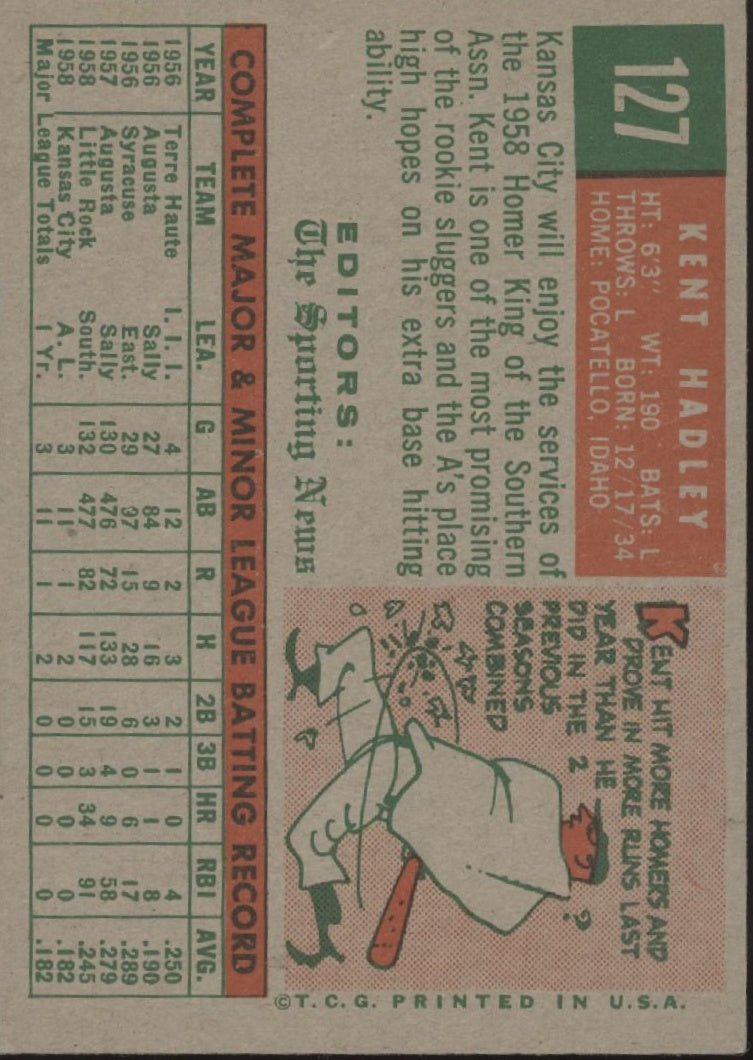 127
KENT HADLEY
HT: 6'3" WT: 190 BATS: L
THROWS: L BORN: 12/17/34
HOME: POCATELLO, IDAHO
Kansas City will enjoy the services of
the 1958 Homer King of the Southern
Assn. Kent is one of the most promising
of the rookie sluggers and the A's place
high hopes on his extra base hitting
ability.
EDITORS:
The Sporting News
KENT HIT MORE HOMERS AND
DROVE IN MORE RUNS LAST
YEAR THAN HE
DID IN THE 2
PREVIOUS
SEASONS
COMBINED
?
COMPLETE MAJOR & MINOR LEAGUE BATTING RECORD
YEAR TEAM LEA. G AB R H 2B 3B HR RBI AVG.
1956 Terre Haute I. I. I. 4 12 2 3 2 1 0 4 .250
1956 Augusta Sally 27 84 9 16 3 1 1 8 .190
1956 Syracuse East. 29 97 15 28 6 0 6 17 .289
1957 Augusta Sally 130 476 72 133 19 4 9 58 .279
1958 Little Rock South. 132 477 82 117 15 3 34 91 .245
1958 Kansas City A. L. 3 11 1 2 0 0 0 0 .182
Major League Totals 1 Yr. 3 11 1 2 0 0 0 0 .182
©T.C.G. PRINTED IN U.S.A.